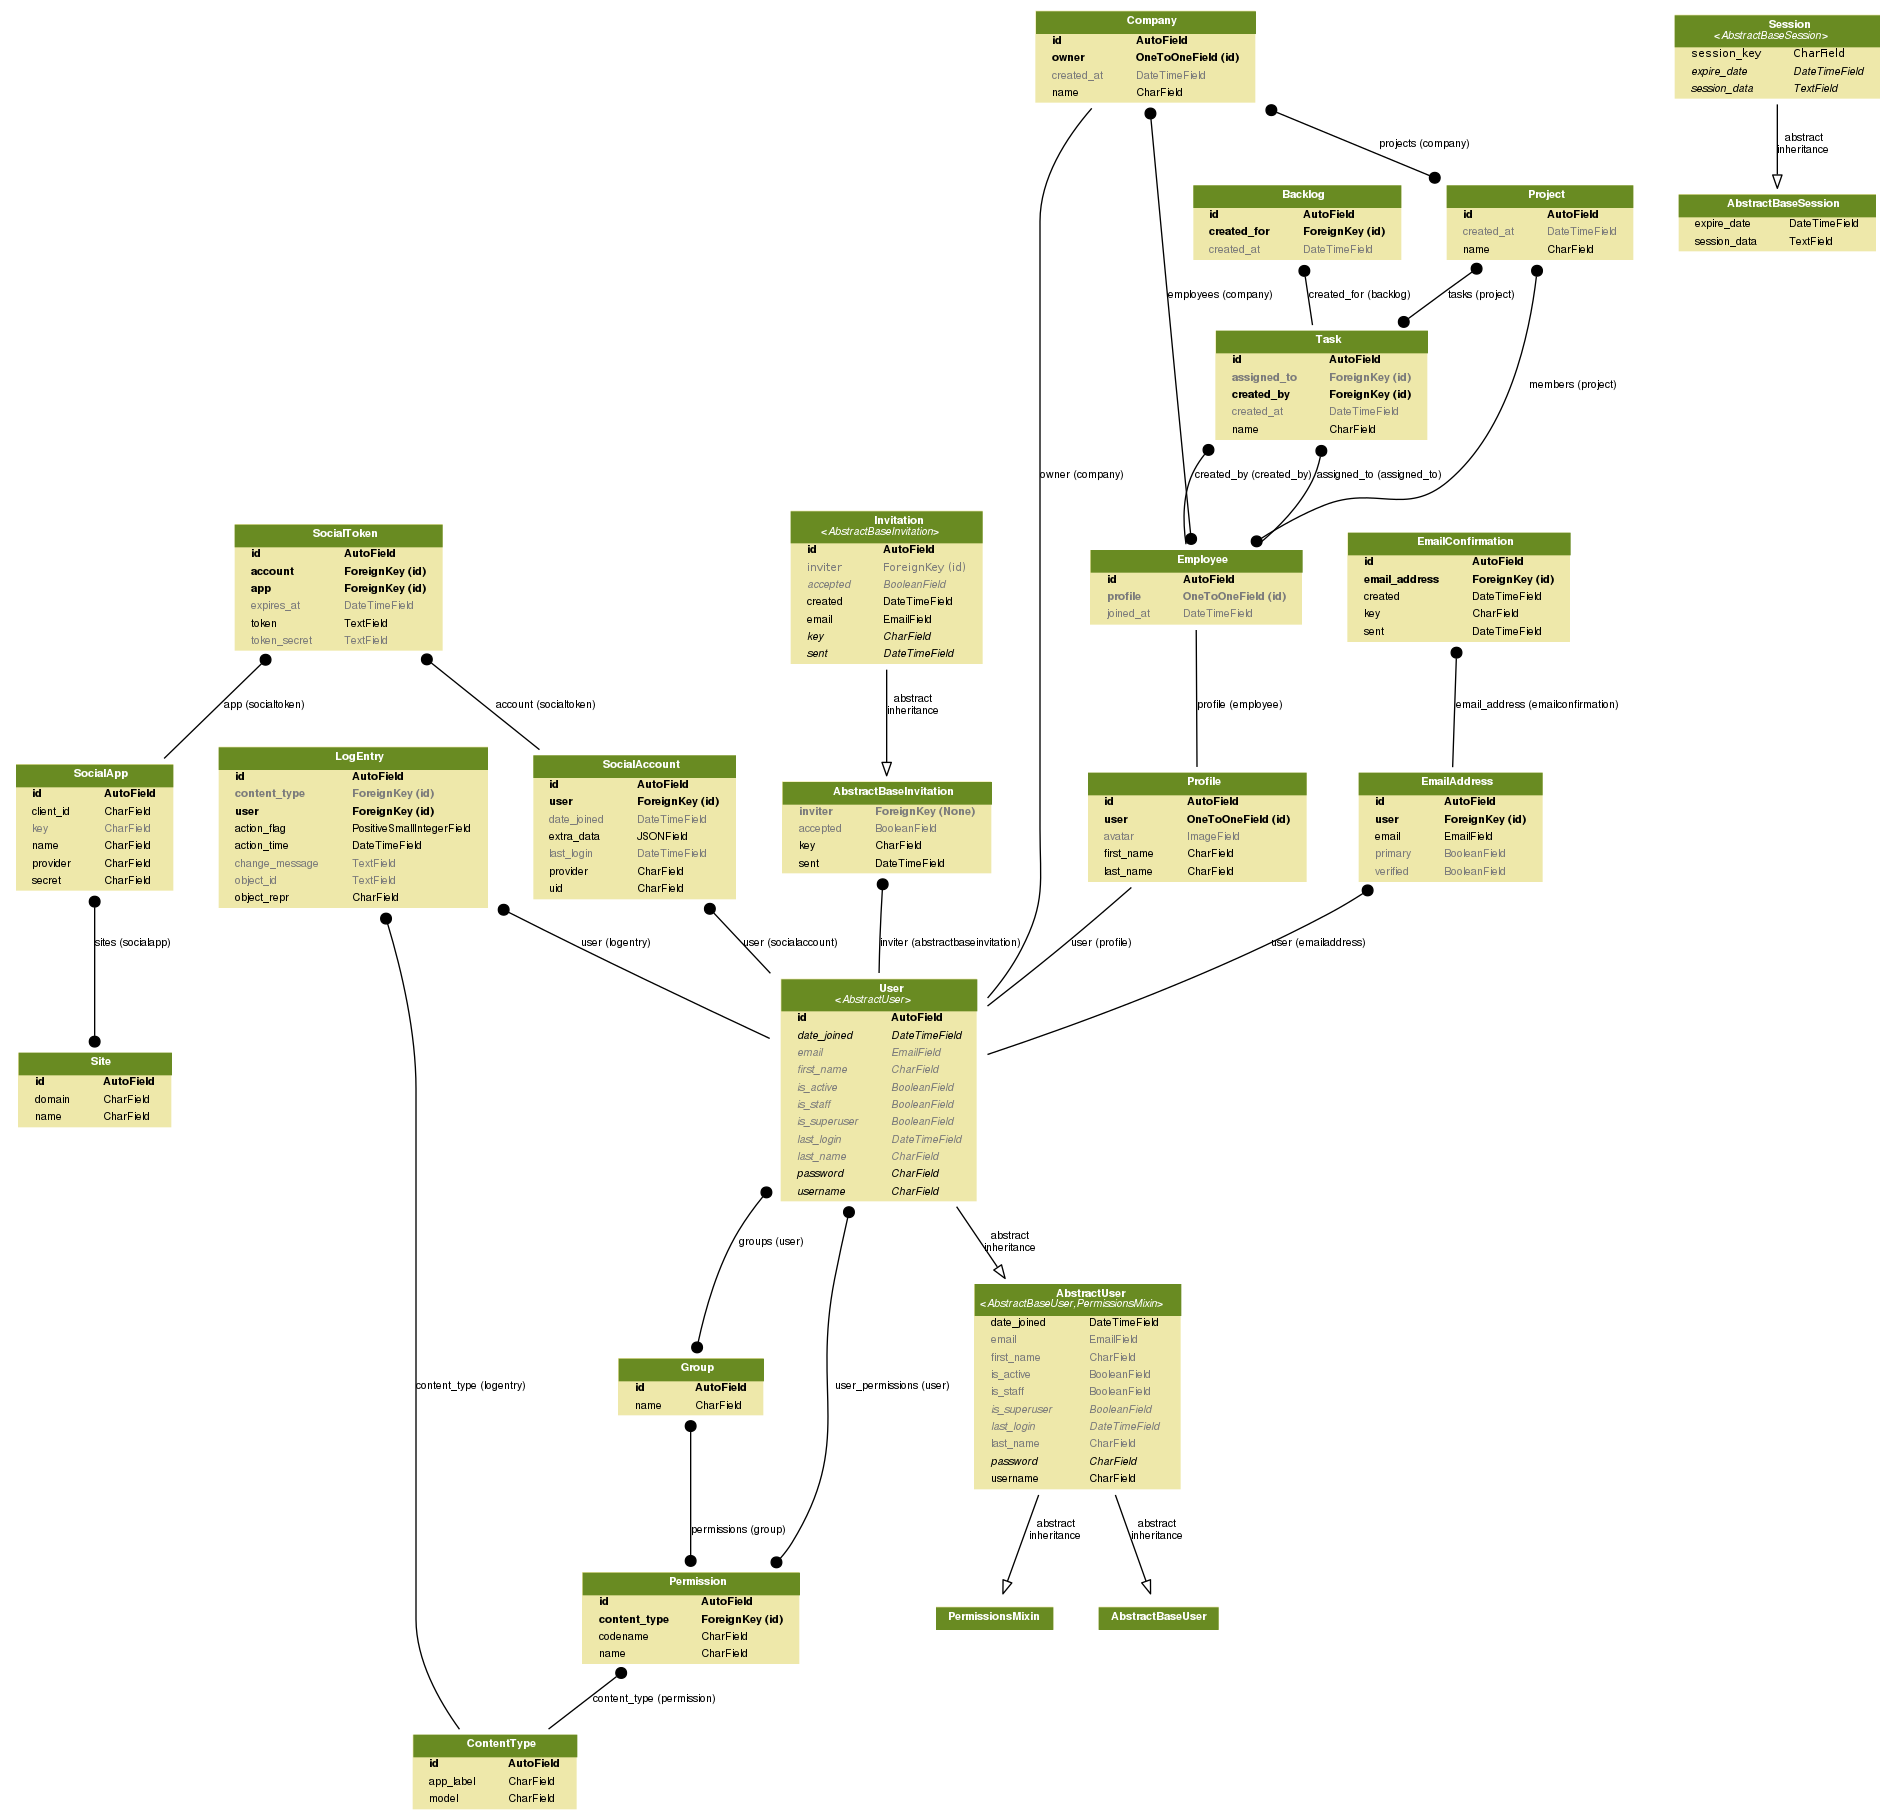 Company
id AutoField
owner OneToOneField (id)
created_at DateTimeField
name CharField
Session
<AbstractBaseSession>
session_key CharField
expire_date DateTimeField
session_data TextField
projects (company)
abstract
inheritance
Backlog
id AutoField
created_for ForeignKey (id)
created_at DateTimeField
Project
id AutoField
created_at DateTimeField
name CharField
AbstractBaseSession
expire_date DateTimeField
session_data TextField
employees (company)
created_for (backlog)
tasks (project)
Task
id AutoField
assigned_to ForeignKey (id)
created_by ForeignKey (id)
created_at DateTimeField
name CharField
members (project)
owner (company)
created_by (created_by)
assigned_to (assigned_to)
SocialToken
id AutoField
account ForeignKey (id)
app ForeignKey (id)
expires_at DateTimeField
token TextField
token_secret TextField
Invitation
<AbstractBaseInvitation>
id AutoField
inviter ForeignKey (id)
accepted BooleanField
created DateTimeField
email EmailField
key CharField
sent DateTimeField
Employee
id AutoField
profile OneToOneField (id)
joined_at DateTimeField
EmailConfirmation
id AutoField
email_address ForeignKey (id)
created DateTimeField
key CharField
sent DateTimeField
app (socialtoken)
account (socialtoken)
abstract
inheritance
profile (employee)
email_address (emailconfirmation)
SocialApp
id AutoField
client_id CharField
key CharField
name CharField
provider CharField
secret CharField
LogEntry
id AutoField
content_type ForeignKey (id)
user ForeignKey (id)
action_flag PositiveSmallIntegerField
action_time DateTimeField
change_message TextField
object_id TextField
object_repr CharField
SocialAccount
id AutoField
user ForeignKey (id)
date_joined DateTimeField
extra_data JSONField
last_login DateTimeField
provider CharField
uid CharField
AbstractBaseInvitation
inviter ForeignKey (None)
accepted BooleanField
key CharField
sent DateTimeField
Profile
id AutoField
user OneToOneField (id)
avatar ImageField
first_name CharField
last_name CharField
EmailAddress
id AutoField
user ForeignKey (id)
email EmailField
primary BooleanField
verified BooleanField
sites (socialapp)
user (logentry)
user (socialaccount)
inviter (abstractbaseinvitation)
user (profile)
user (emailaddress)
Site
id AutoField
domain CharField
name CharField
User
<AbstractUser>
id AutoField
date_joined DateTimeField
email EmailField
first_name CharField
is_active BooleanField
is_staff BooleanField
is_superuser BooleanField
last_login DateTimeField
last_name CharField
password CharField
username CharField
groups (user)
abstract
inheritance
AbstractUser
<AbstractBaseUser,PermissionsMixin>
date_joined DateTimeField
email EmailField
first_name CharField
is_active BooleanField
is_staff BooleanField
is_superuser BooleanField
last_login DateTimeField
last_name CharField
password CharField
username CharField
Group
id AutoField
name CharField
content_type (logentry)
user_permissions (user)
permissions (group)
abstract
inheritance
abstract
inheritance
Permission
id AutoField
content_type ForeignKey (id)
codename CharField
name CharField
PermissionsMixin
AbstractBaseUser
content_type (permission)
ContentType
id AutoField
app_label CharField
model CharField